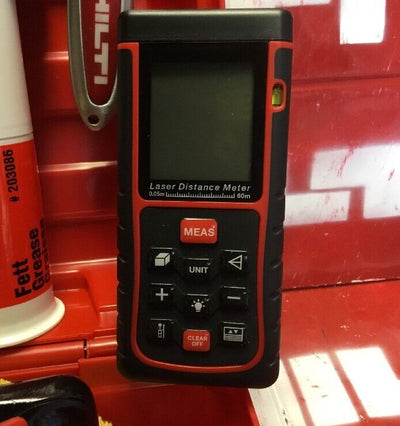 HILTI
# 203086
Fett
Grease
Laser Distance Meter
0.05m 60m
MEAS
UNIT
+
−
CLEAR
OFF